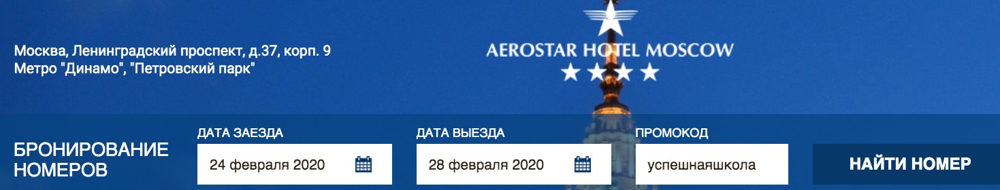 Москва, Ленинградский проспект, д.37, корп. 9
Метро "Динамо", "Петровский парк"
AEROSTAR HOTEL MOSCOW
БРОНИРОВАНИЕ
НОМЕРОВ
ДАТА ЗАЕЗДА
24 февраля 2020
ДАТА ВЫЕЗДА
28 февраля 2020
ПРОМОКОД
успешнаяшкола
НАЙТИ НОМЕР